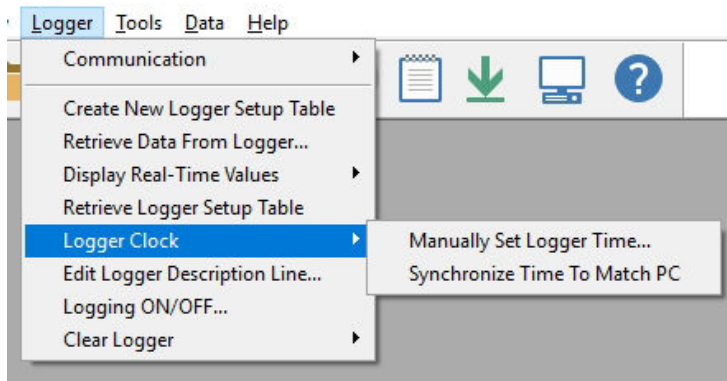 Logger Tools Data Help
Communication
Create New Logger Setup Table
Retrieve Data From Logger...
Display Real-Time Values
Retrieve Logger Setup Table
Logger Clock
Manually Set Logger Time...
Synchronize Time To Match PC
Edit Logger Description Line...
Logging ON/OFF...
Clear Logger
?